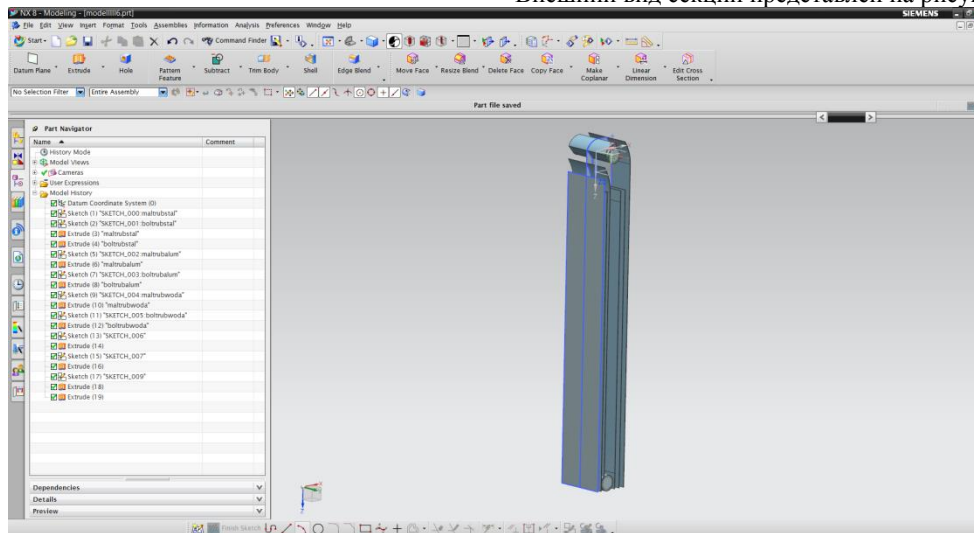 Внешний вид секции представлен на рису
NX 8 - Modeling - [modelllll6.prt]
SIEMENS
File Edit View Insert Format Tools Assemblies Information Analysis Preferences Window Help
Start Command Finder
Datum Plane Extrude Hole Pattern Feature Subtract Trim Body Shell Edge Blend Move Face Resize Blend Delete Face Copy Face Make Coplanar Linear Dimension Edit Cross Section
No Selection Filter Entire Assembly
Part file saved
Part Navigator
Name Comment
History Mode
Model Views
Cameras
User Expressions
Model History
Datum Coordinate System (0)
Sketch (1) "SKETCH_000:maltrubstal"
Sketch (2) "SKETCH_001:boltrubstal"
Extrude (3) "maltrubstal"
Extrude (4) "boltrubstal"
Sketch (5) "SKETCH_002:maltrubalum"
Extrude (6) "maltrubalum"
Sketch (7) "SKETCH_003:boltrubalum"
Extrude (8) "boltrubalum"
Sketch (9) "SKETCH_004:maltrubwoda"
Extrude (10) "maltrubwoda"
Sketch (11) "SKETCH_005:boltrubwoda"
Extrude (12) "boltrubwoda"
Sketch (13) "SKETCH_006"
Extrude (14)
Sketch (15) "SKETCH_007"
Extrude (16)
Sketch (17) "SKETCH_009"
Extrude (18)
Extrude (19)
Dependencies
Details
Preview
Finish Sketch